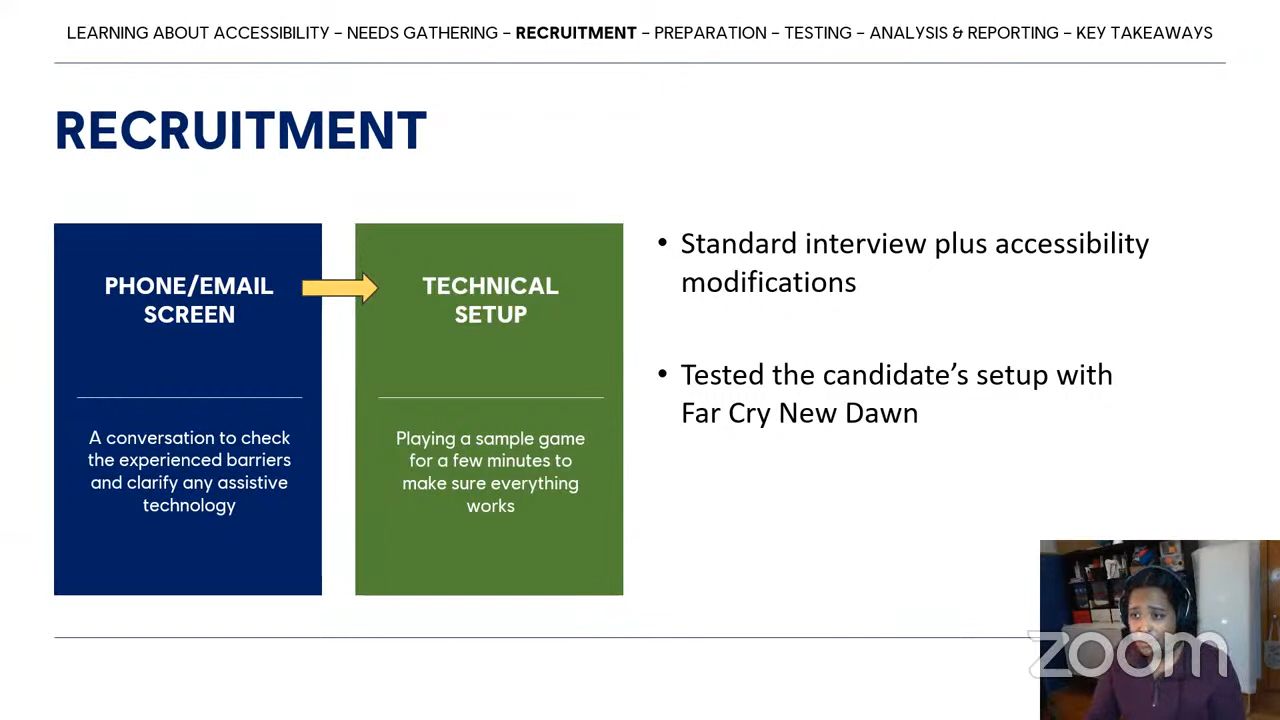 LEARNING ABOUT ACCESSIBILITY – NEEDS GATHERING – RECRUITMENT – PREPARATION – TESTING – ANALYSIS & REPORTING – KEY TAKEAWAYS
RECRUITMENT
PHONE/EMAIL
SCREEN
A conversation to check
the experienced barriers
and clarify any assistive
technology
TECHNICAL
SETUP
Playing a sample game
for a few minutes to
make sure everything
works
• Standard interview plus accessibility
modifications
• Tested the candidate’s setup with
Far Cry New Dawn
zoom